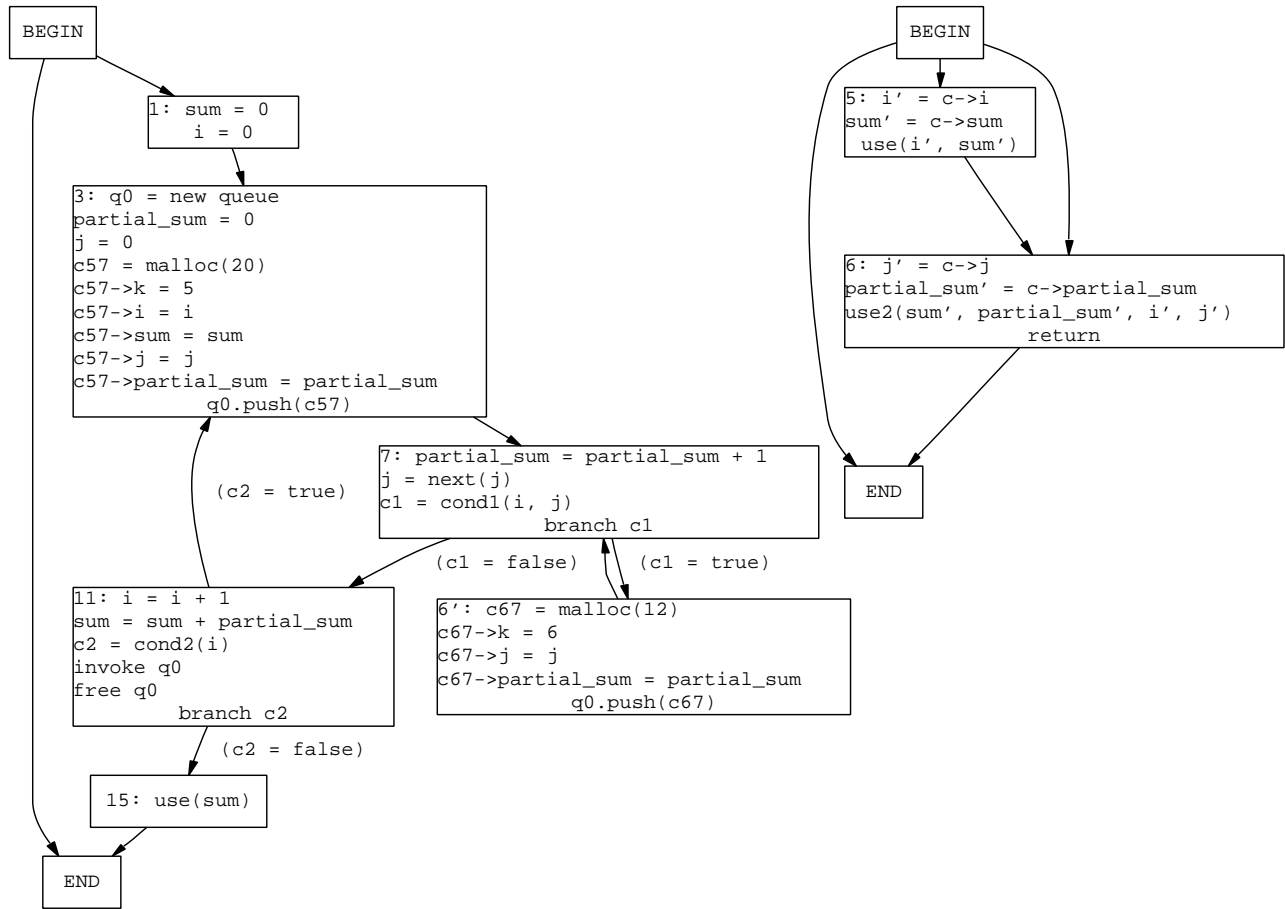 BEGIN
1: sum = 0
i = 0
3: q0 = new queue
partial_sum = 0
j = 0
c57 = malloc(20)
c57->k = 5
c57->i = i
c57->sum = sum
c57->j = j
c57->partial_sum = partial_sum
q0.push(c57)
(c2 = true)
7: partial_sum = partial_sum + 1
j = next(j)
c1 = cond1(i, j)
branch c1
(c1 = false)
(c1 = true)
11: i = i + 1
sum = sum + partial_sum
c2 = cond2(i)
invoke q0
free q0
branch c2
6': c67 = malloc(12)
c67->k = 6
c67->j = j
c67->partial_sum = partial_sum
q0.push(c67)
(c2 = false)
15: use(sum)
END
BEGIN
5: i' = c->i
sum' = c->sum
use(i', sum')
6: j' = c->j
partial_sum' = c->partial_sum
use2(sum', partial_sum', i', j')
return
END